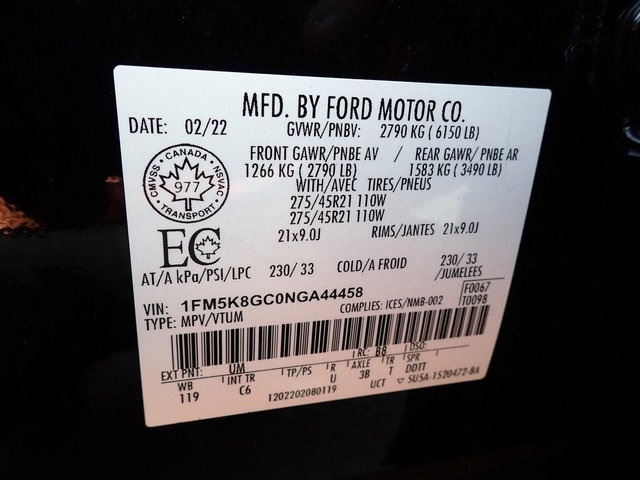 MFD. BY FORD MOTOR CO.
DATE: 02/22 GVWR/PNBV: 2790 KG ( 6150 LB)
FRONT GAWR/PNBE AV / REAR GAWR/ PNBE AR
1266 KG ( 2790 LB) 1583 KG ( 3490 LB)
WITH/AVEC TIRES/PNEUS
275/45R21 110W
275/45R21 110W
21x9.0J RIMS/JANTES 21x9.0J
CMVSS · CANADA · NSVAC
977
TRANSPORT
EC
AT/A kPa/PSI/LPC 230/ 33 COLD/A FROID 230/ 33
/JUMELEES
VIN: 1FM5K8GC0NGA44458
COMPLIES: ICES/NMB-002
F0067
T0098
TYPE: MPV/VTUM
EXT PNT: UM RC: B8 DSO:
WB INT TR TP/PS R AXLE TR SPR
119 C6 U 3B T DDTT
1202202080119 UCT ▽ 5U5A-1520472-BA